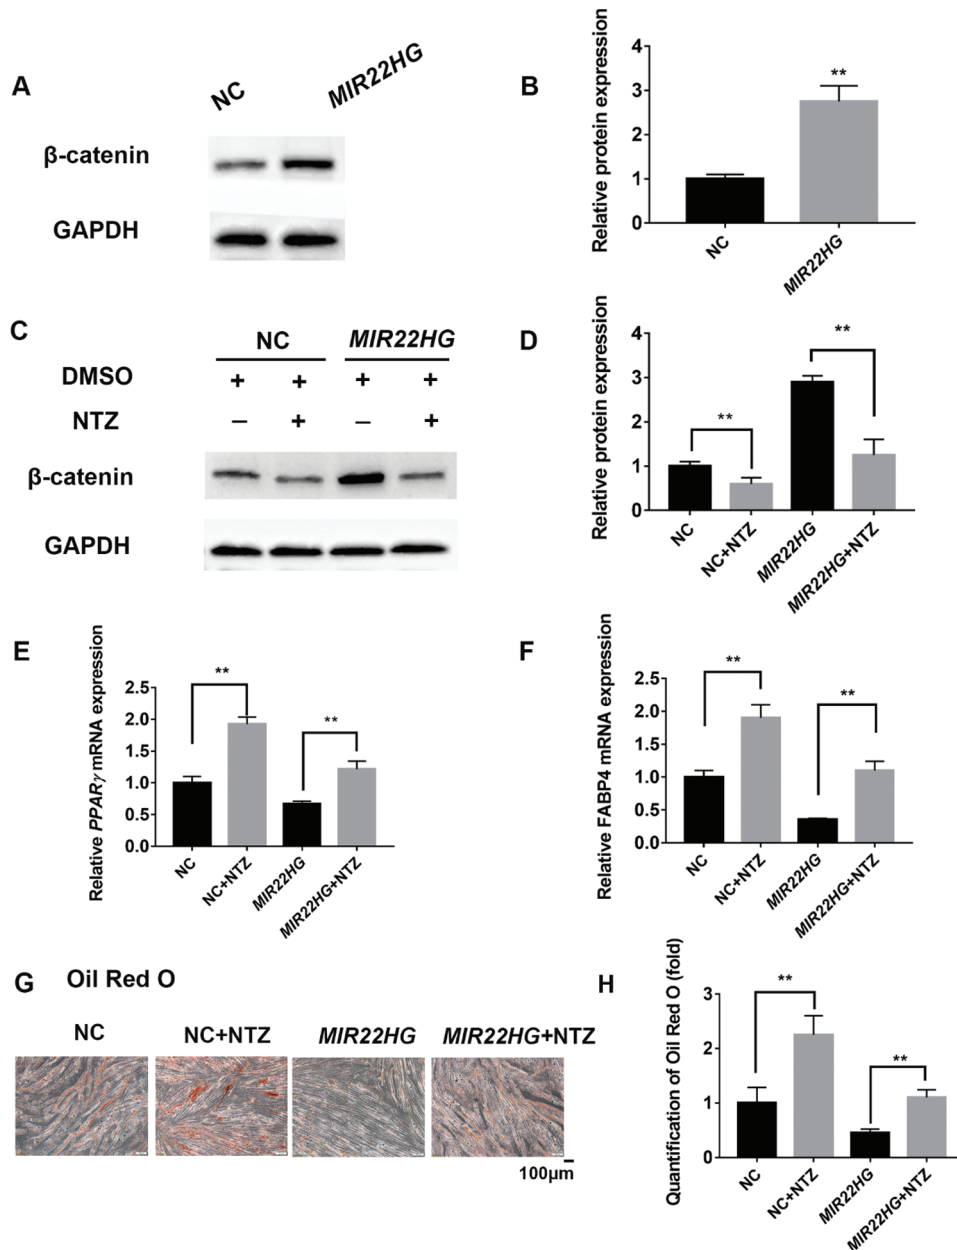 A
NC
MIR22HG
β-catenin
GAPDH
B
Relative protein expression
4
3
2
1
0
**
NC
MIR22HG
C
NC
MIR22HG
DMSO
+
+
+
+
NTZ
–
+
–
+
β-catenin
GAPDH
D
Relative protein expression
4
3
2
1
0
**
**
NC
NC+NTZ
MIR22HG
MIR22HG+NTZ
E
Relative PPARγ mRNA expression
2.5
2.0
1.5
1.0
0.5
0.0
**
**
NC
NC+NTZ
MIR22HG
MIR22HG+NTZ
F
Relative FABP4 mRNA expression
2.5
2.0
1.5
1.0
0.5
0.0
**
**
NC
NC+NTZ
MIR22HG
MIR22HG+NTZ
G
Oil Red O
NC
NC+NTZ
MIR22HG
MIR22HG+NTZ
100μm
H
Quantification of Oil Red O (fold)
3
2
1
0
**
**
NC
NC+NTZ
MIR22HG
MIR22HG+NTZ